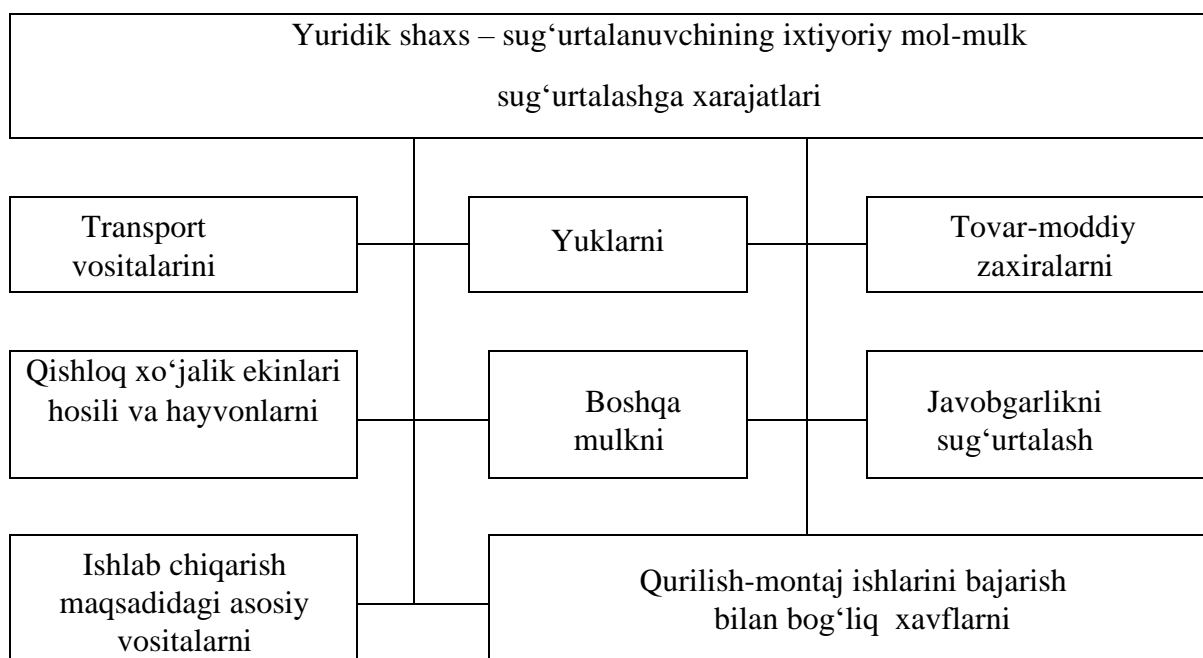 Yuridik shaxs – sug‘urtalanuvchining ixtiyoriy mol-mulk
sug‘urtalashga xarajatlari
Transport
vositalarini
Yuklarni
Tovar-moddiy
zaxiralarni
Qishloq xo‘jalik ekinlari
hosili va hayvonlarni
Boshqa
mulkni
Javobgarlikni
sug‘urtalash
Ishlab chiqarish
maqsadidagi asosiy
vositalarni
Qurilish-montaj ishlarini bajarish
bilan bog‘liq xavflarni